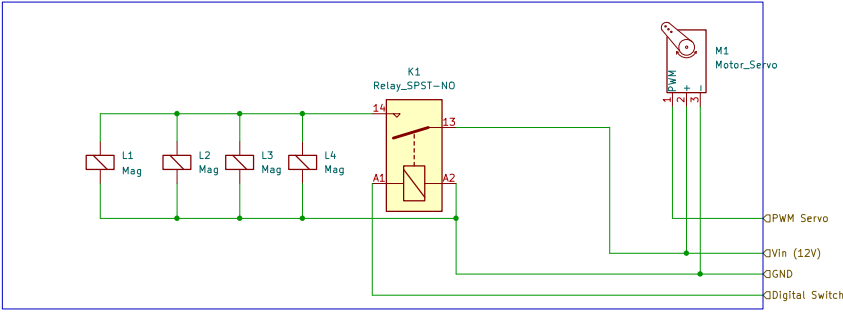 M1
Motor_Servo
PWM
+
-
1
2
3
K1
Relay_SPST-NO
14
13
L1
Mag
L2
Mag
L3
Mag
L4
Mag
A1
A2
PWM Servo
Vin (12V)
GND
Digital Switch